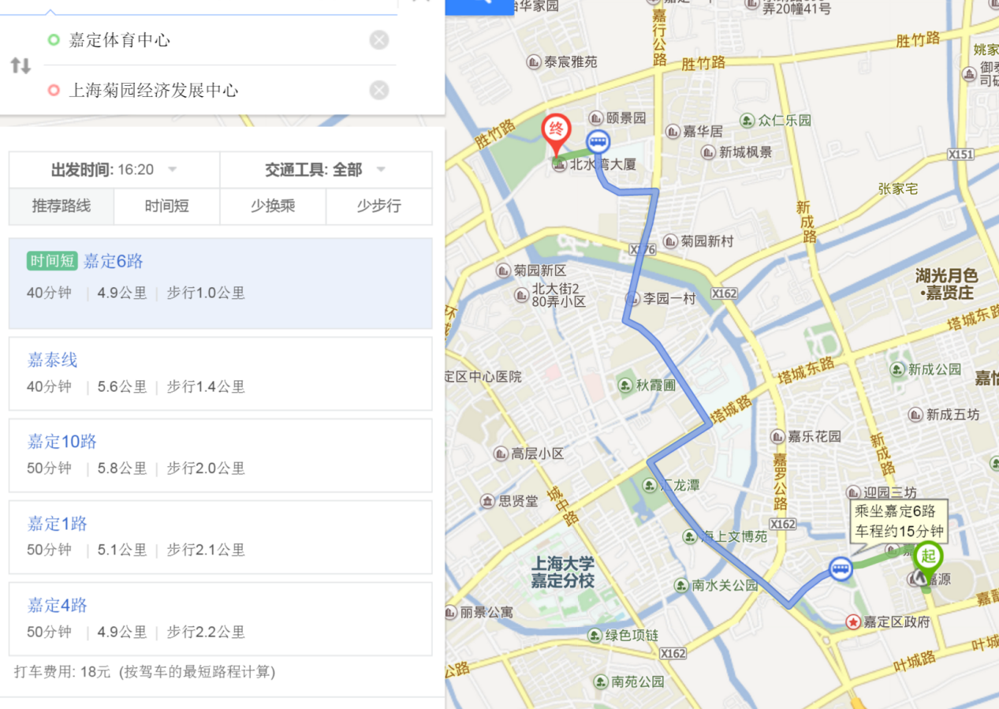 嘉定体育中心
上海菊园经济发展中心
出发时间: 16:20
交通工具: 全部
推荐路线
时间短
少换乘
少步行
时间短 嘉定6路
40分钟 | 4.9公里 | 步行1.0公里
嘉泰线
40分钟 | 5.6公里 | 步行1.4公里
嘉定10路
50分钟 | 5.8公里 | 步行2.0公里
嘉定1路
50分钟 | 5.1公里 | 步行2.1公里
嘉定4路
50分钟 | 4.9公里 | 步行2.2公里
打车费用: 18元 (按驾车的最短路程计算)
华家园
弄20幢41号
嘉行公路
胜竹路
泰宸雅苑
胜竹路
姚家
御泰
司研
颐景园
嘉华居
众仁乐园
胜竹路
终
新城枫景
X151
北水湾大厦
张家宅
新成路
菊园新村
X176
菊园新区
湖光月色
·嘉贤庄
北大街2
80弄小区
李园一村
X162
环城
塔城东路
塔城东路
定区中心医院
新成公园
嘉怡
秋霞圃
塔城路
新成五坊
嘉乐花园
新成路
高层小区
嘉罗公路
汇龙潭
迎园三坊
城中路
思贤堂
乘坐嘉定6路
车程约15分钟
X162
海上文博苑
嘉
起
上海大学
嘉定分校
嘉源
南水关公园
丽景公寓
嘉定区政府
绿色项链
X162
叶城路
叶城路
公路
南苑公园